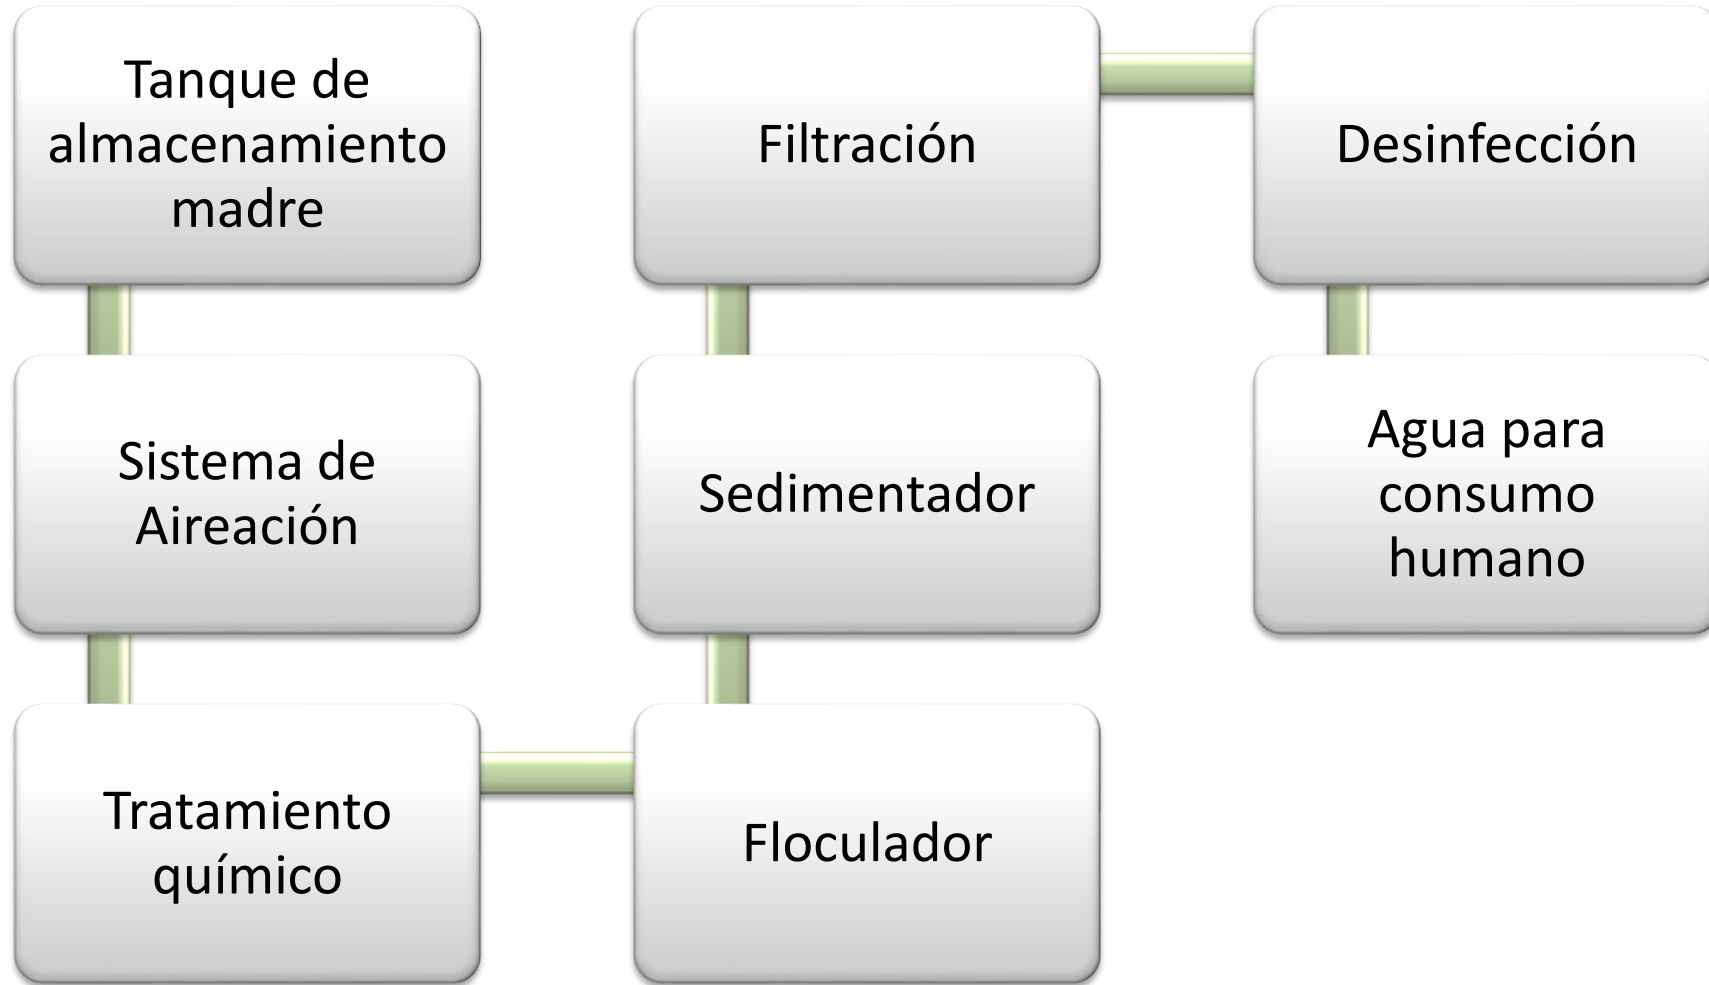 Tanque de
almacenamiento
madre
Sistema de
Aireación
Tratamiento
químico
Floculador
Sedimentador
Filtración
Desinfección
Agua para
consumo
humano